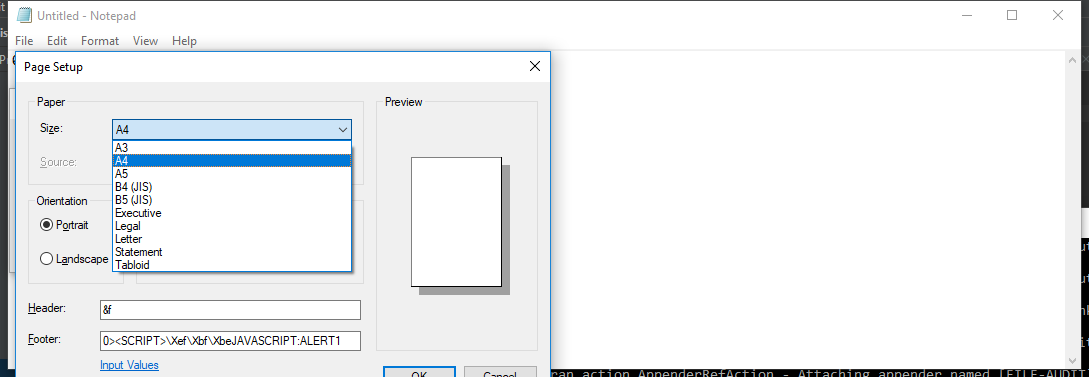 Untitled - Notepad
File Edit Format View Help
Page Setup
Paper
Preview
Size:
A4
A3
A4
Source:
A5
B4 (JIS)
B5 (JIS)
Orientation
Executive
Portrait
Legal
Letter
Landscape
Statement
Tabloid
Header:
&f
Footer:
0><SCRIPT>\Xef\Xbf\XbeJAVASCRIPT:ALERT1
Input Values
OK
Cancel
action AppenderRefAction - Attaching appender named [FILE-AUDIT